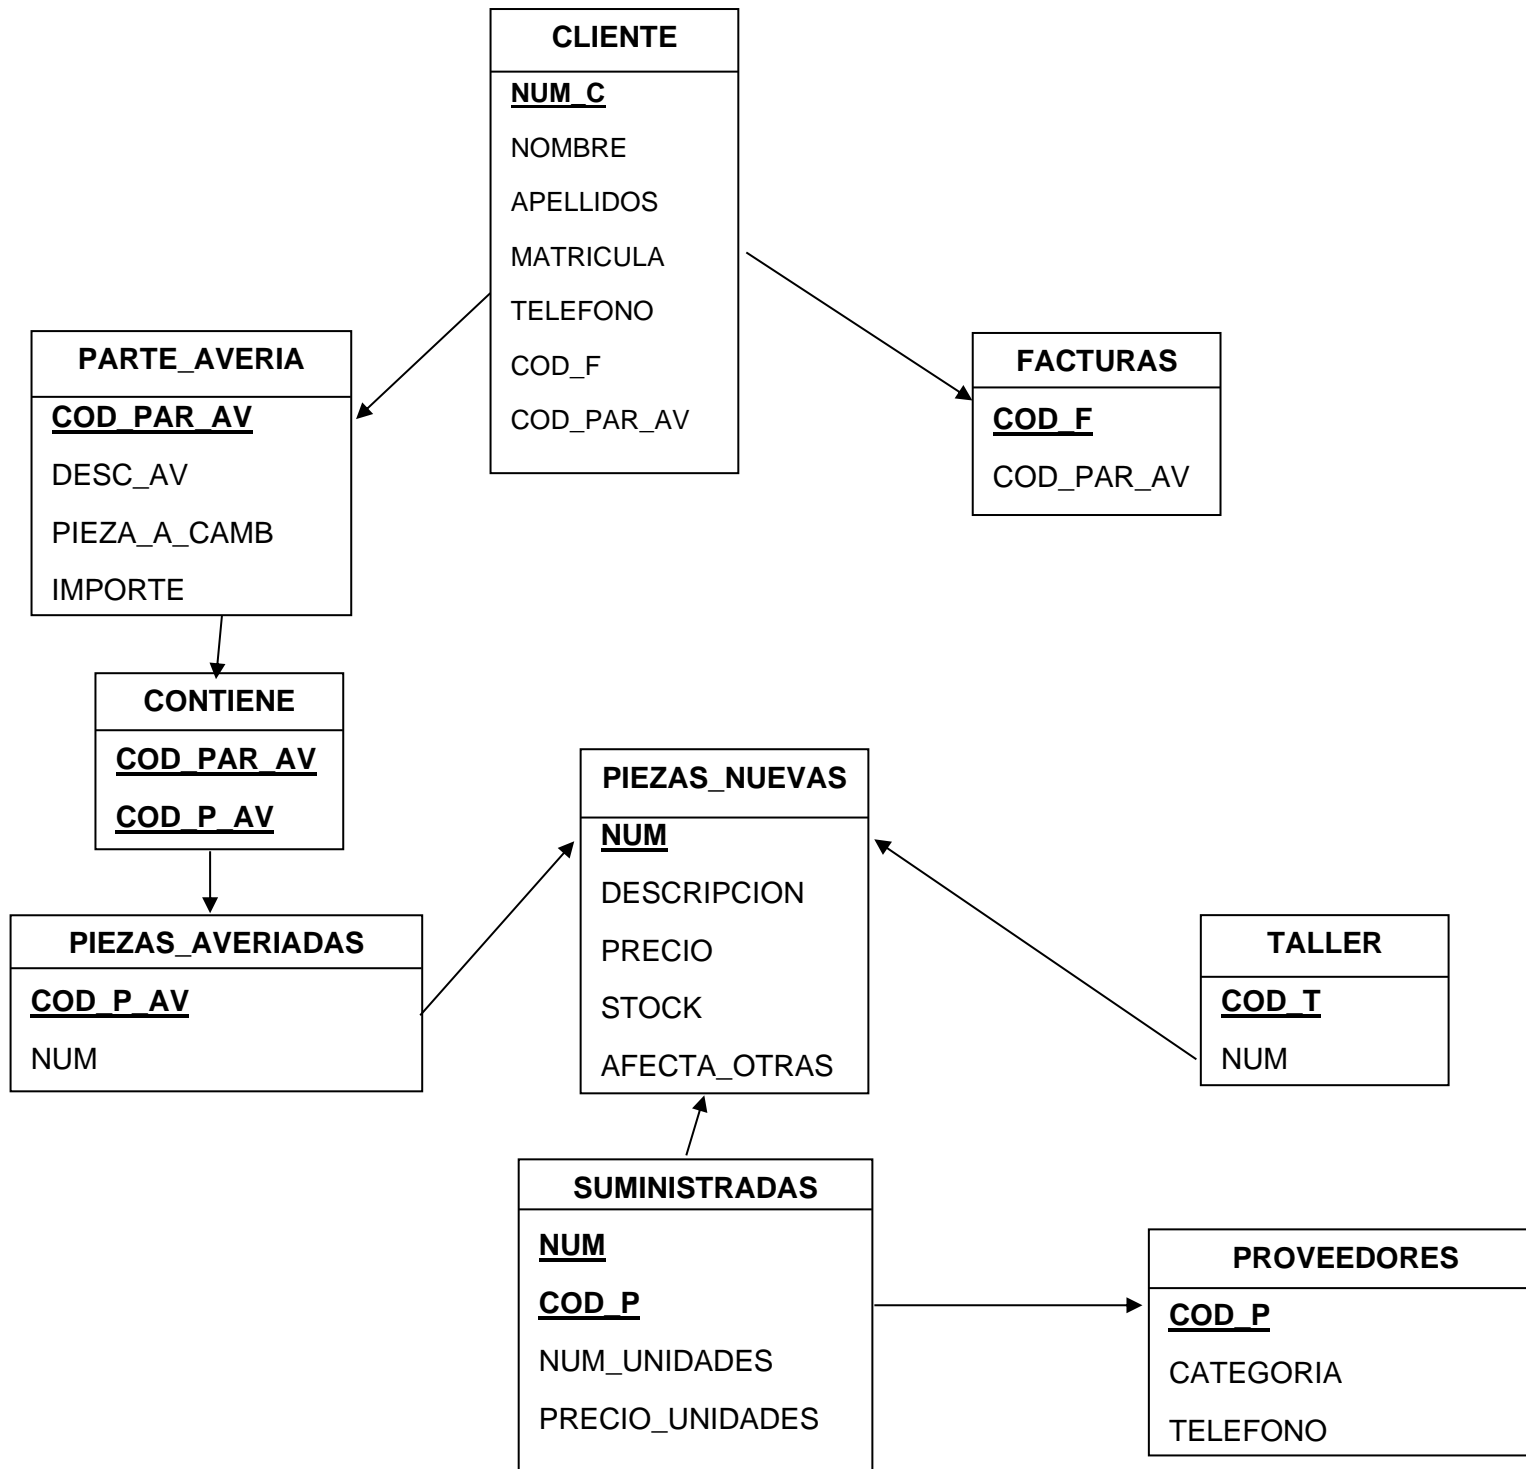 CLIENTE
NUM_C
NOMBRE
APELLIDOS
MATRICULA
TELEFONO
COD_F
COD_PAR_AV
PARTE_AVERIA
COD_PAR_AV
DESC_AV
PIEZA_A_CAMB
IMPORTE
FACTURAS
COD_F
COD_PAR_AV
CONTIENE
COD_PAR_AV
COD_P_AV
PIEZAS_NUEVAS
NUM
DESCRIPCION
PRECIO
STOCK
AFECTA_OTRAS
PIEZAS_AVERIADAS
COD_P_AV
NUM
TALLER
COD_T
NUM
SUMINISTRADAS
NUM
COD_P
NUM_UNIDADES
PRECIO_UNIDADES
PROVEEDORES
COD_P
CATEGORIA
TELEFONO